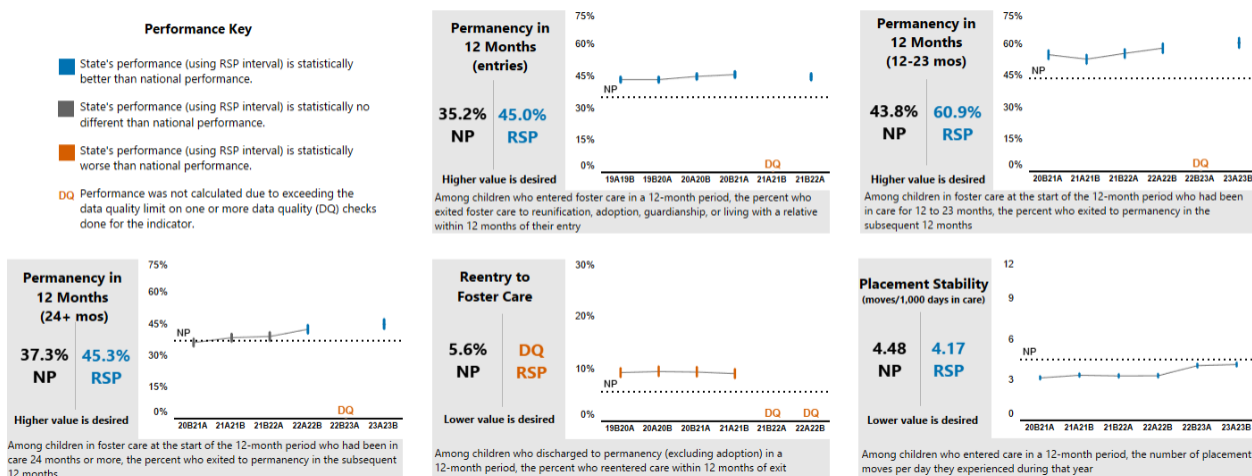 Performance Key
State's performance (using RSP interval) is statistically
better than national performance.
State's performance (using RSP interval) is statistically no
different than national performance.
State's performance (using RSP interval) is statistically
worse than national performance.
DQ Performance was not calculated due to exceeding the
data quality limit on one or more data quality (DQ) checks
done for the indicator.
Permanency in
12 Months
(entries)
35.2% 45.0%
NP RSP
Higher value is desired
75%
60%
45%
NP
30%
15%
0%
DQ
19A19B 19B20A 20A20B 20B21A 21A21B 21B22A
Among children who entered foster care in a 12-month period, the percent who
exited foster care to reunification, adoption, guardianship, or living with a relative
within 12 months of their entry
Permanency in
12 Months
(12-23 mos)
43.8% 60.9%
NP RSP
Higher value is desired
75%
60%
NP
45%
30%
15%
0%
DQ
20B21A 21A21B 21B22A 22A22B 22B23A 23A23B
Among children in foster care at the start of the 12-month period who had been
in care for 12 to 23 months, the percent who exited to permanency in the
subsequent 12 months
Permanency in
12 Months
(24+ mos)
37.3% 45.3%
NP RSP
Higher value is desired
75%
60%
45%
NP
30%
15%
0%
DQ
20B21A 21A21B 21B22A 22A22B 22B23A 23A23B
Among children in foster care at the start of the 12-month period who had been in
care 24 months or more, the percent who exited to permanency in the subsequent
12 months
Reentry to
Foster Care
5.6% DQ
NP RSP
Lower value is desired
30%
20%
10%
NP
0%
DQ DQ
19B20A 20A20B 20B21A 21A21B 21B22A 22A22B
Among children who discharged to permanency (excluding adoption) in a
12-month period, the percent who reentered care within 12 months of exit
Placement Stability
(moves/1,000 days in care)
4.48 4.17
NP RSP
Lower value is desired
12
9
6
NP
3
0
20B21A 21A21B 21B22A 22A22B 22B23A 23A23B
Among children who entered care in a 12-month period, the number of placement
moves per day they experienced during that year